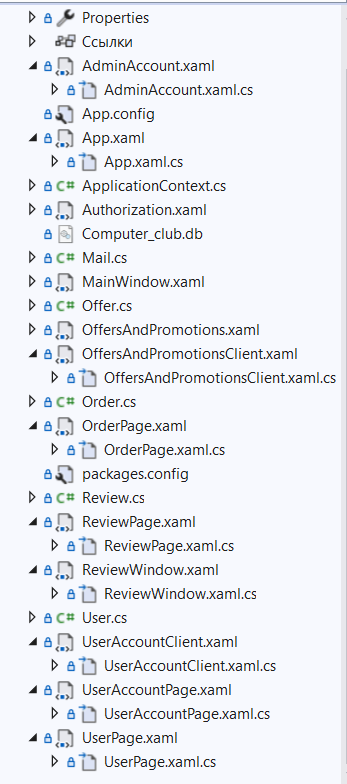 Properties
Ссылки
AdminAccount.xaml
AdminAccount.xaml.cs
App.config
App.xaml
App.xaml.cs
C# ApplicationContext.cs
Authorization.xaml
Computer_club.db
C# Mail.cs
MainWindow.xaml
C# Offer.cs
OffersAndPromotions.xaml
OffersAndPromotionsClient.xaml
OffersAndPromotionsClient.xaml.cs
C# Order.cs
OrderPage.xaml
OrderPage.xaml.cs
packages.config
C# Review.cs
ReviewPage.xaml
ReviewPage.xaml.cs
ReviewWindow.xaml
ReviewWindow.xaml.cs
C# User.cs
UserAccountClient.xaml
UserAccountClient.xaml.cs
UserAccountPage.xaml
UserAccountPage.xaml.cs
UserPage.xaml
UserPage.xaml.cs